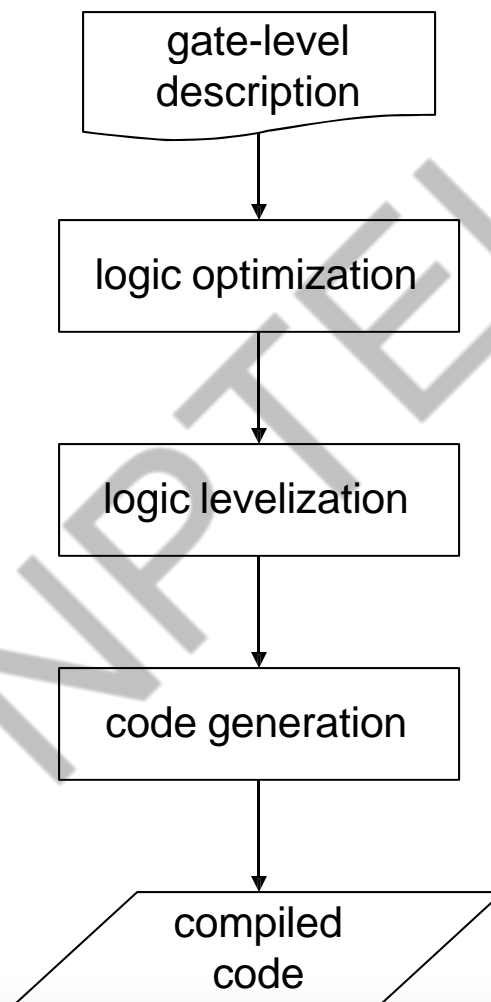 gate-level
description
logic optimization
logic levelization
code generation
compiled
code
NPTEL